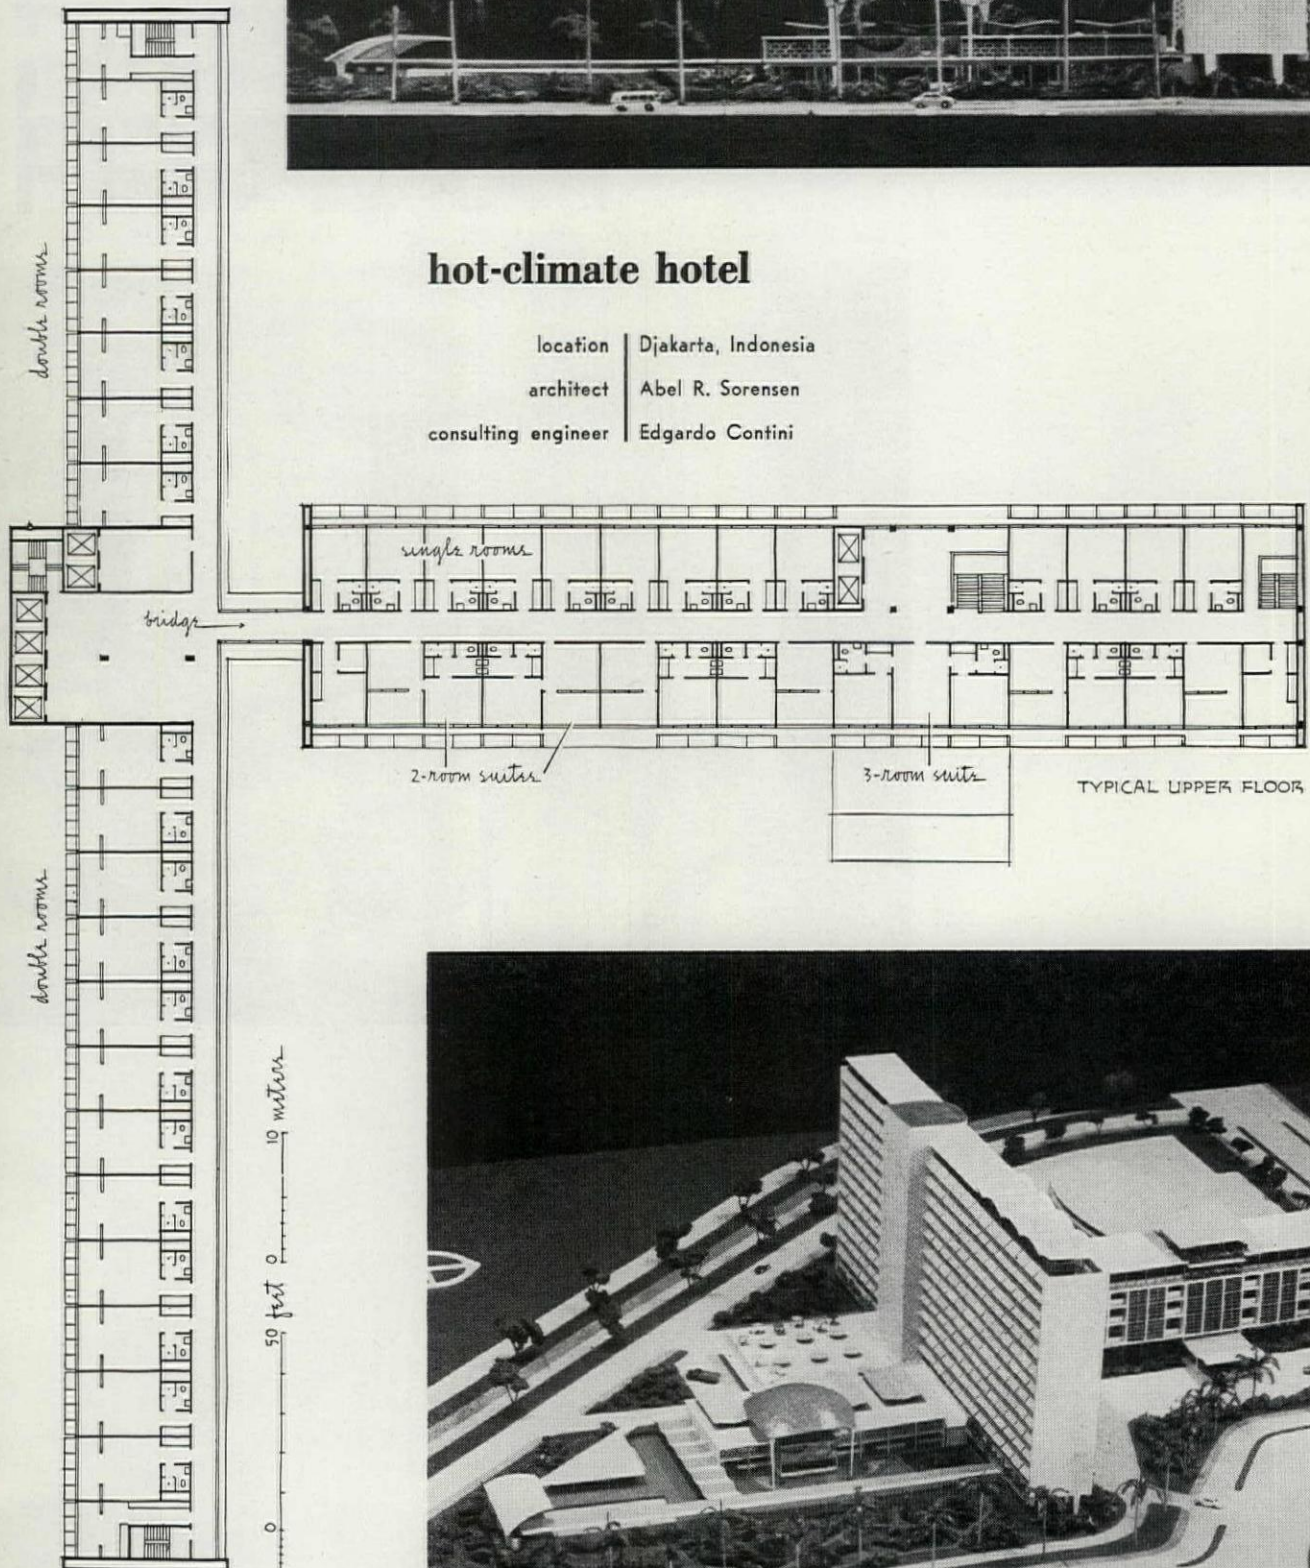 hot-climate hotel
location Djakarta, Indonesia
architect Abel R. Sorensen
consulting engineer Edgardo Contini
double rooms
single rooms
bridge
2-room suites
3-room suite
TYPICAL UPPER FLOOR
double rooms
10 meters
0
50 feet
0